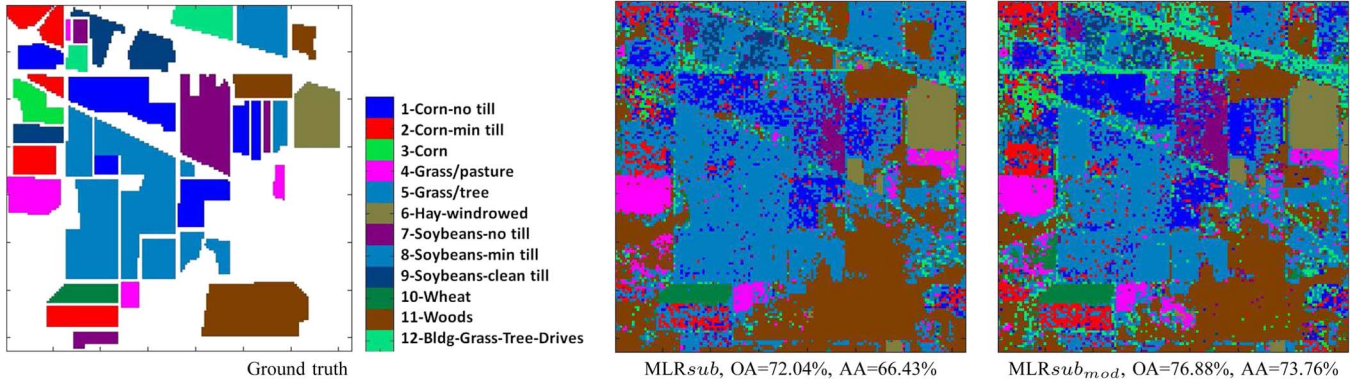 1-Corn-no till
2-Corn-min till
3-Corn
4-Grass/pasture
5-Grass/tree
6-Hay-windrowed
7-Soybeans-no till
8-Soybeans-min till
9-Soybeans-clean till
10-Wheat
11-Woods
12-Bldg-Grass-Tree-Drives
Ground truth
MLRsub, OA=72.04%, AA=66.43%
MLRsub_mod, OA=76.88%, AA=73.76%